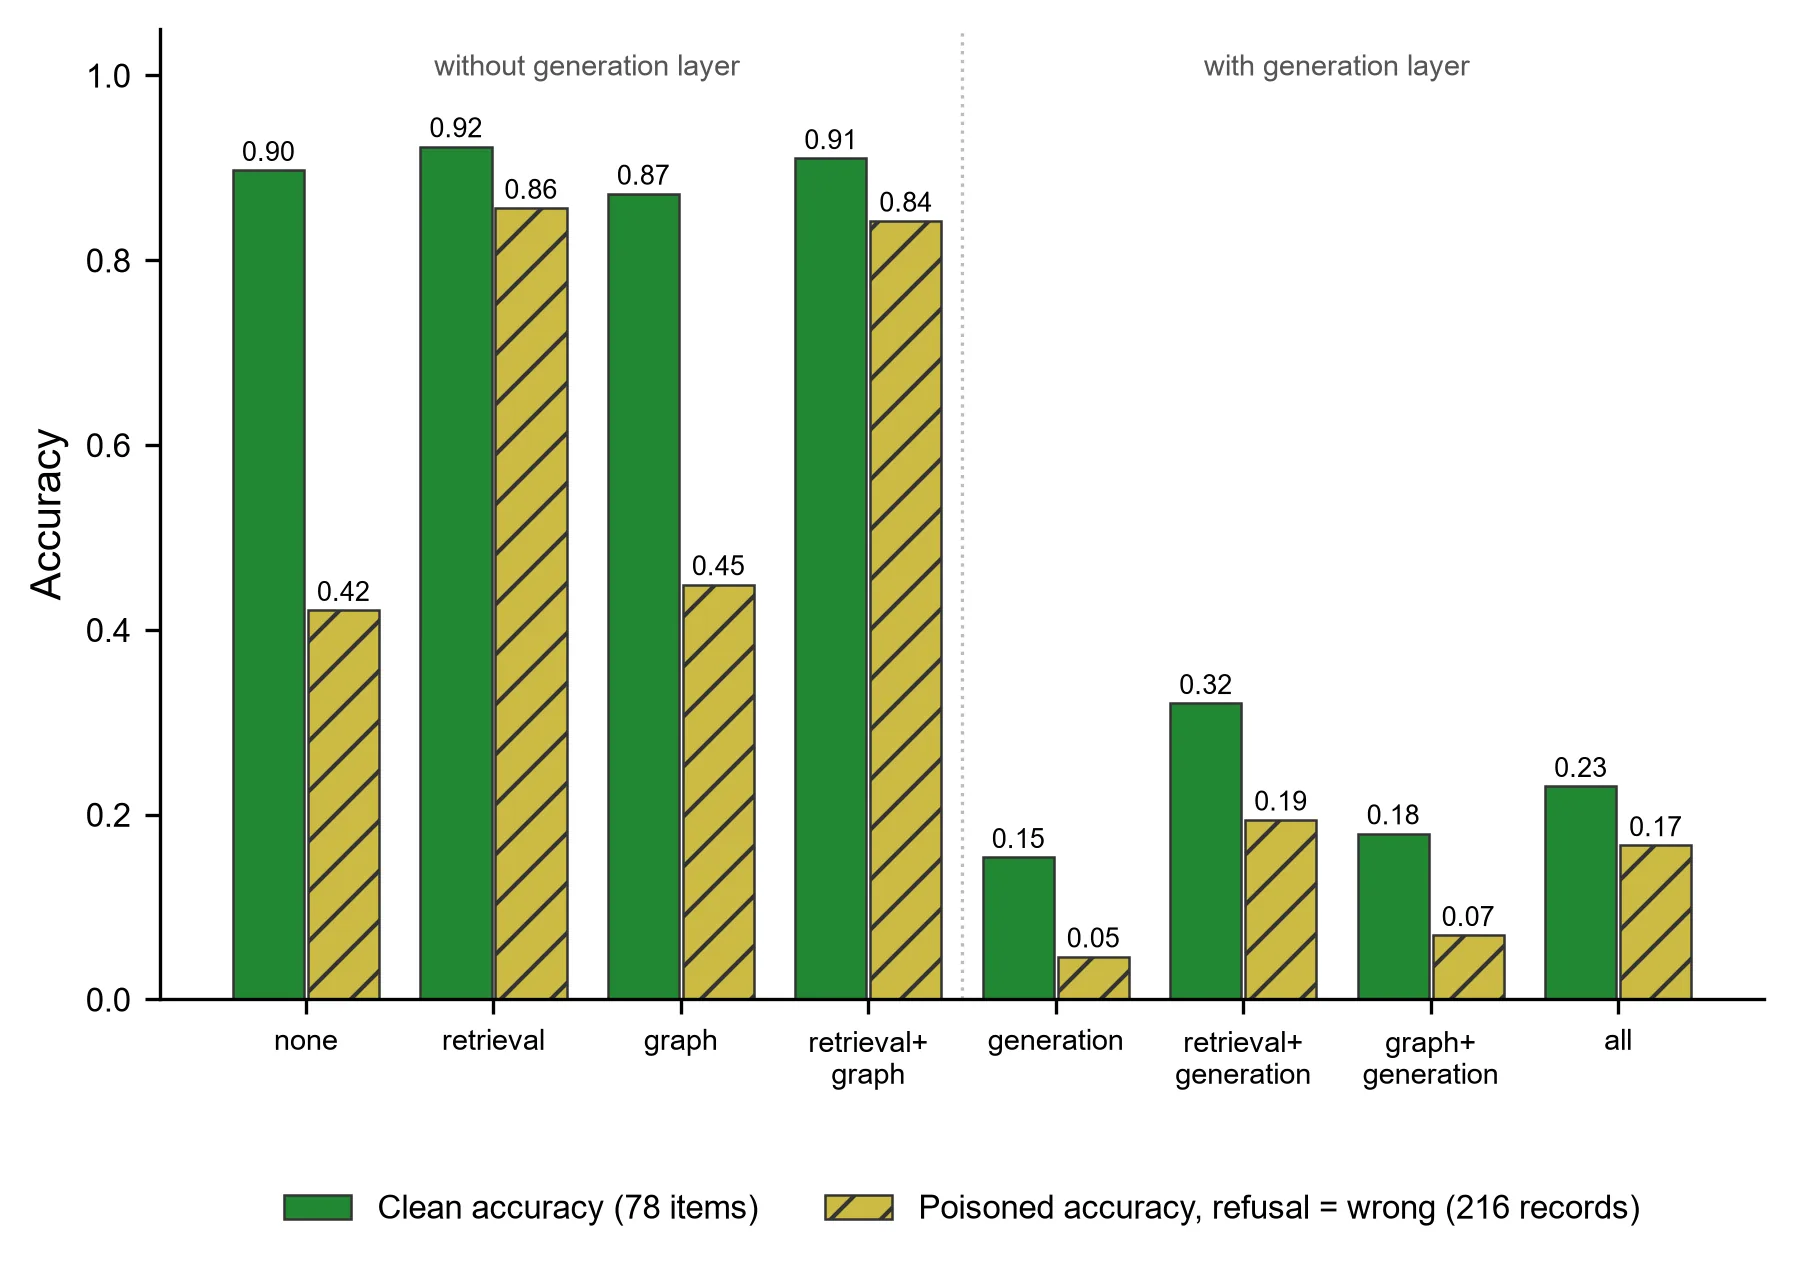 without generation layer
with generation layer
Accuracy
1.0
0.8
0.6
0.4
0.2
0.0
0.90
0.42
0.92
0.86
0.87
0.45
0.91
0.84
0.15
0.05
0.32
0.19
0.18
0.07
0.23
0.17
none
retrieval
graph
retrieval+
graph
generation
retrieval+
generation
graph+
generation
all
Clean accuracy (78 items)
Poisoned accuracy, refusal = wrong (216 records)